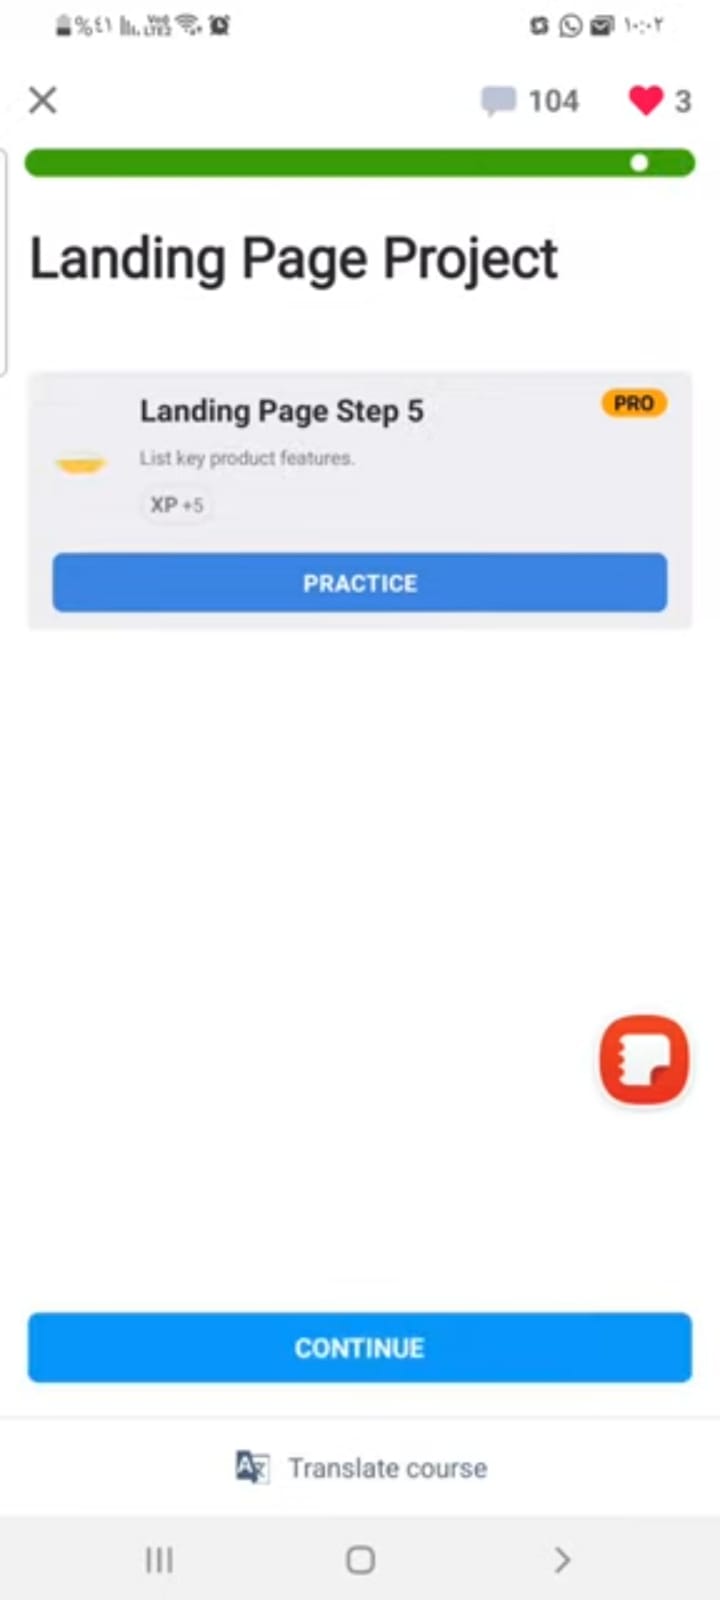 %٤١ Vo) LTE2 ١٠:٠٢
104 3
Landing Page Project
Landing Page Step 5
PRO
List key product features.
XP +5
PRACTICE
CONTINUE
Translate course